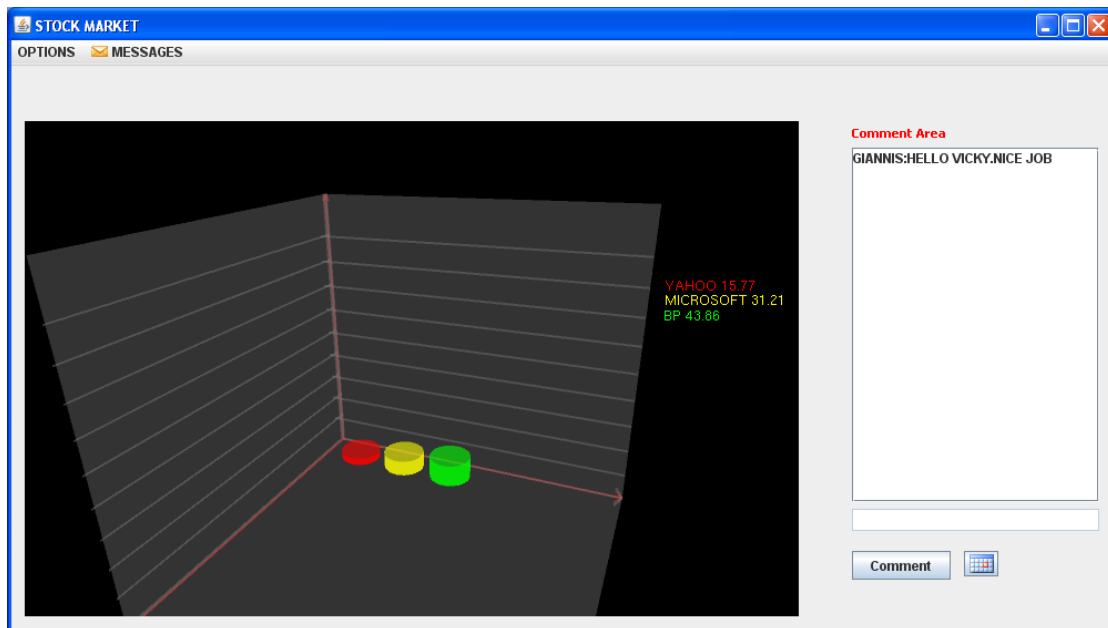 STOCK MARKET
OPTIONS MESSAGES
Comment Area
GIANNIS:HELLO VICKY.NICE JOB
YAHOO 15.77
MICROSOFT 31.21
BP 43.86
Comment